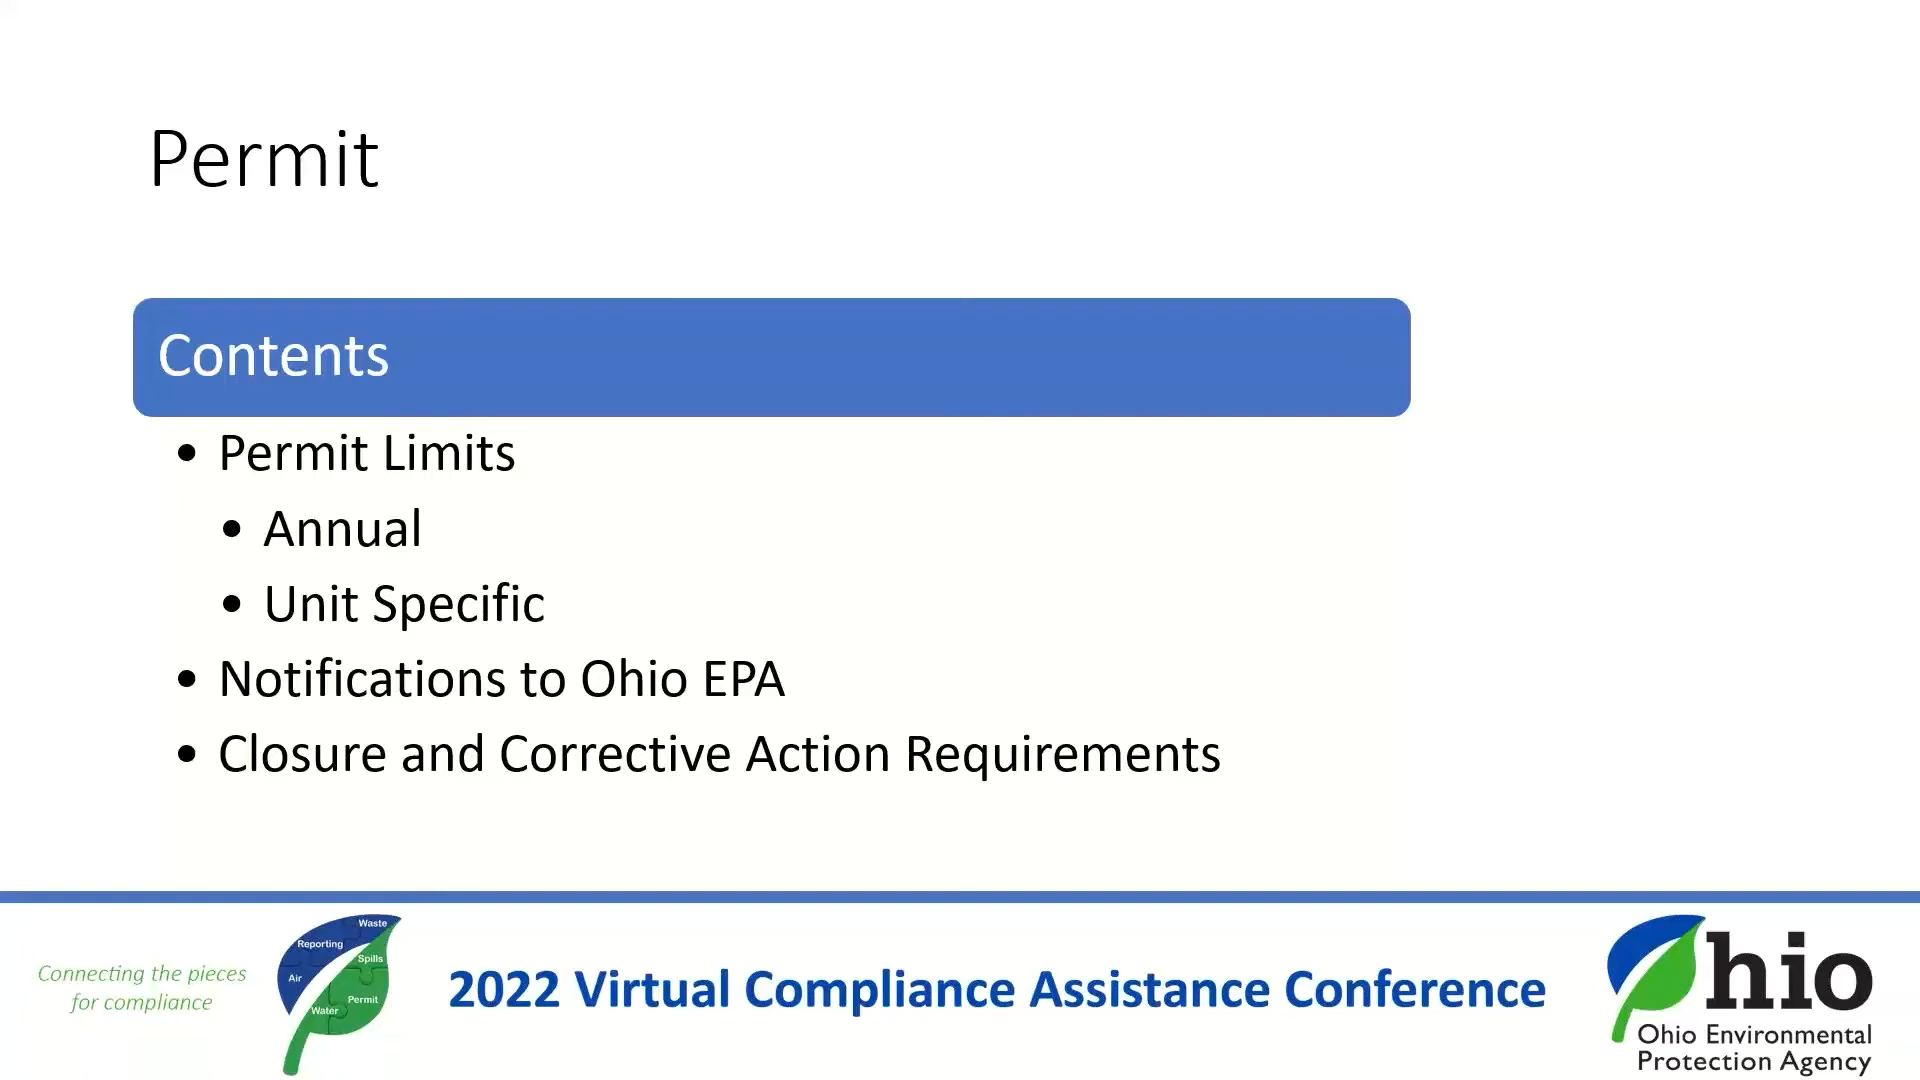 Permit
Contents
• Permit Limits
• Annual
• Unit Specific
• Notifications to Ohio EPA
• Closure and Corrective Action Requirements
Connecting the pieces
for compliance
Waste
Reporting
Spills
Air
Permit
Water
2022 Virtual Compliance Assistance Conference
Ohio
Ohio Environmental
Protection Agency